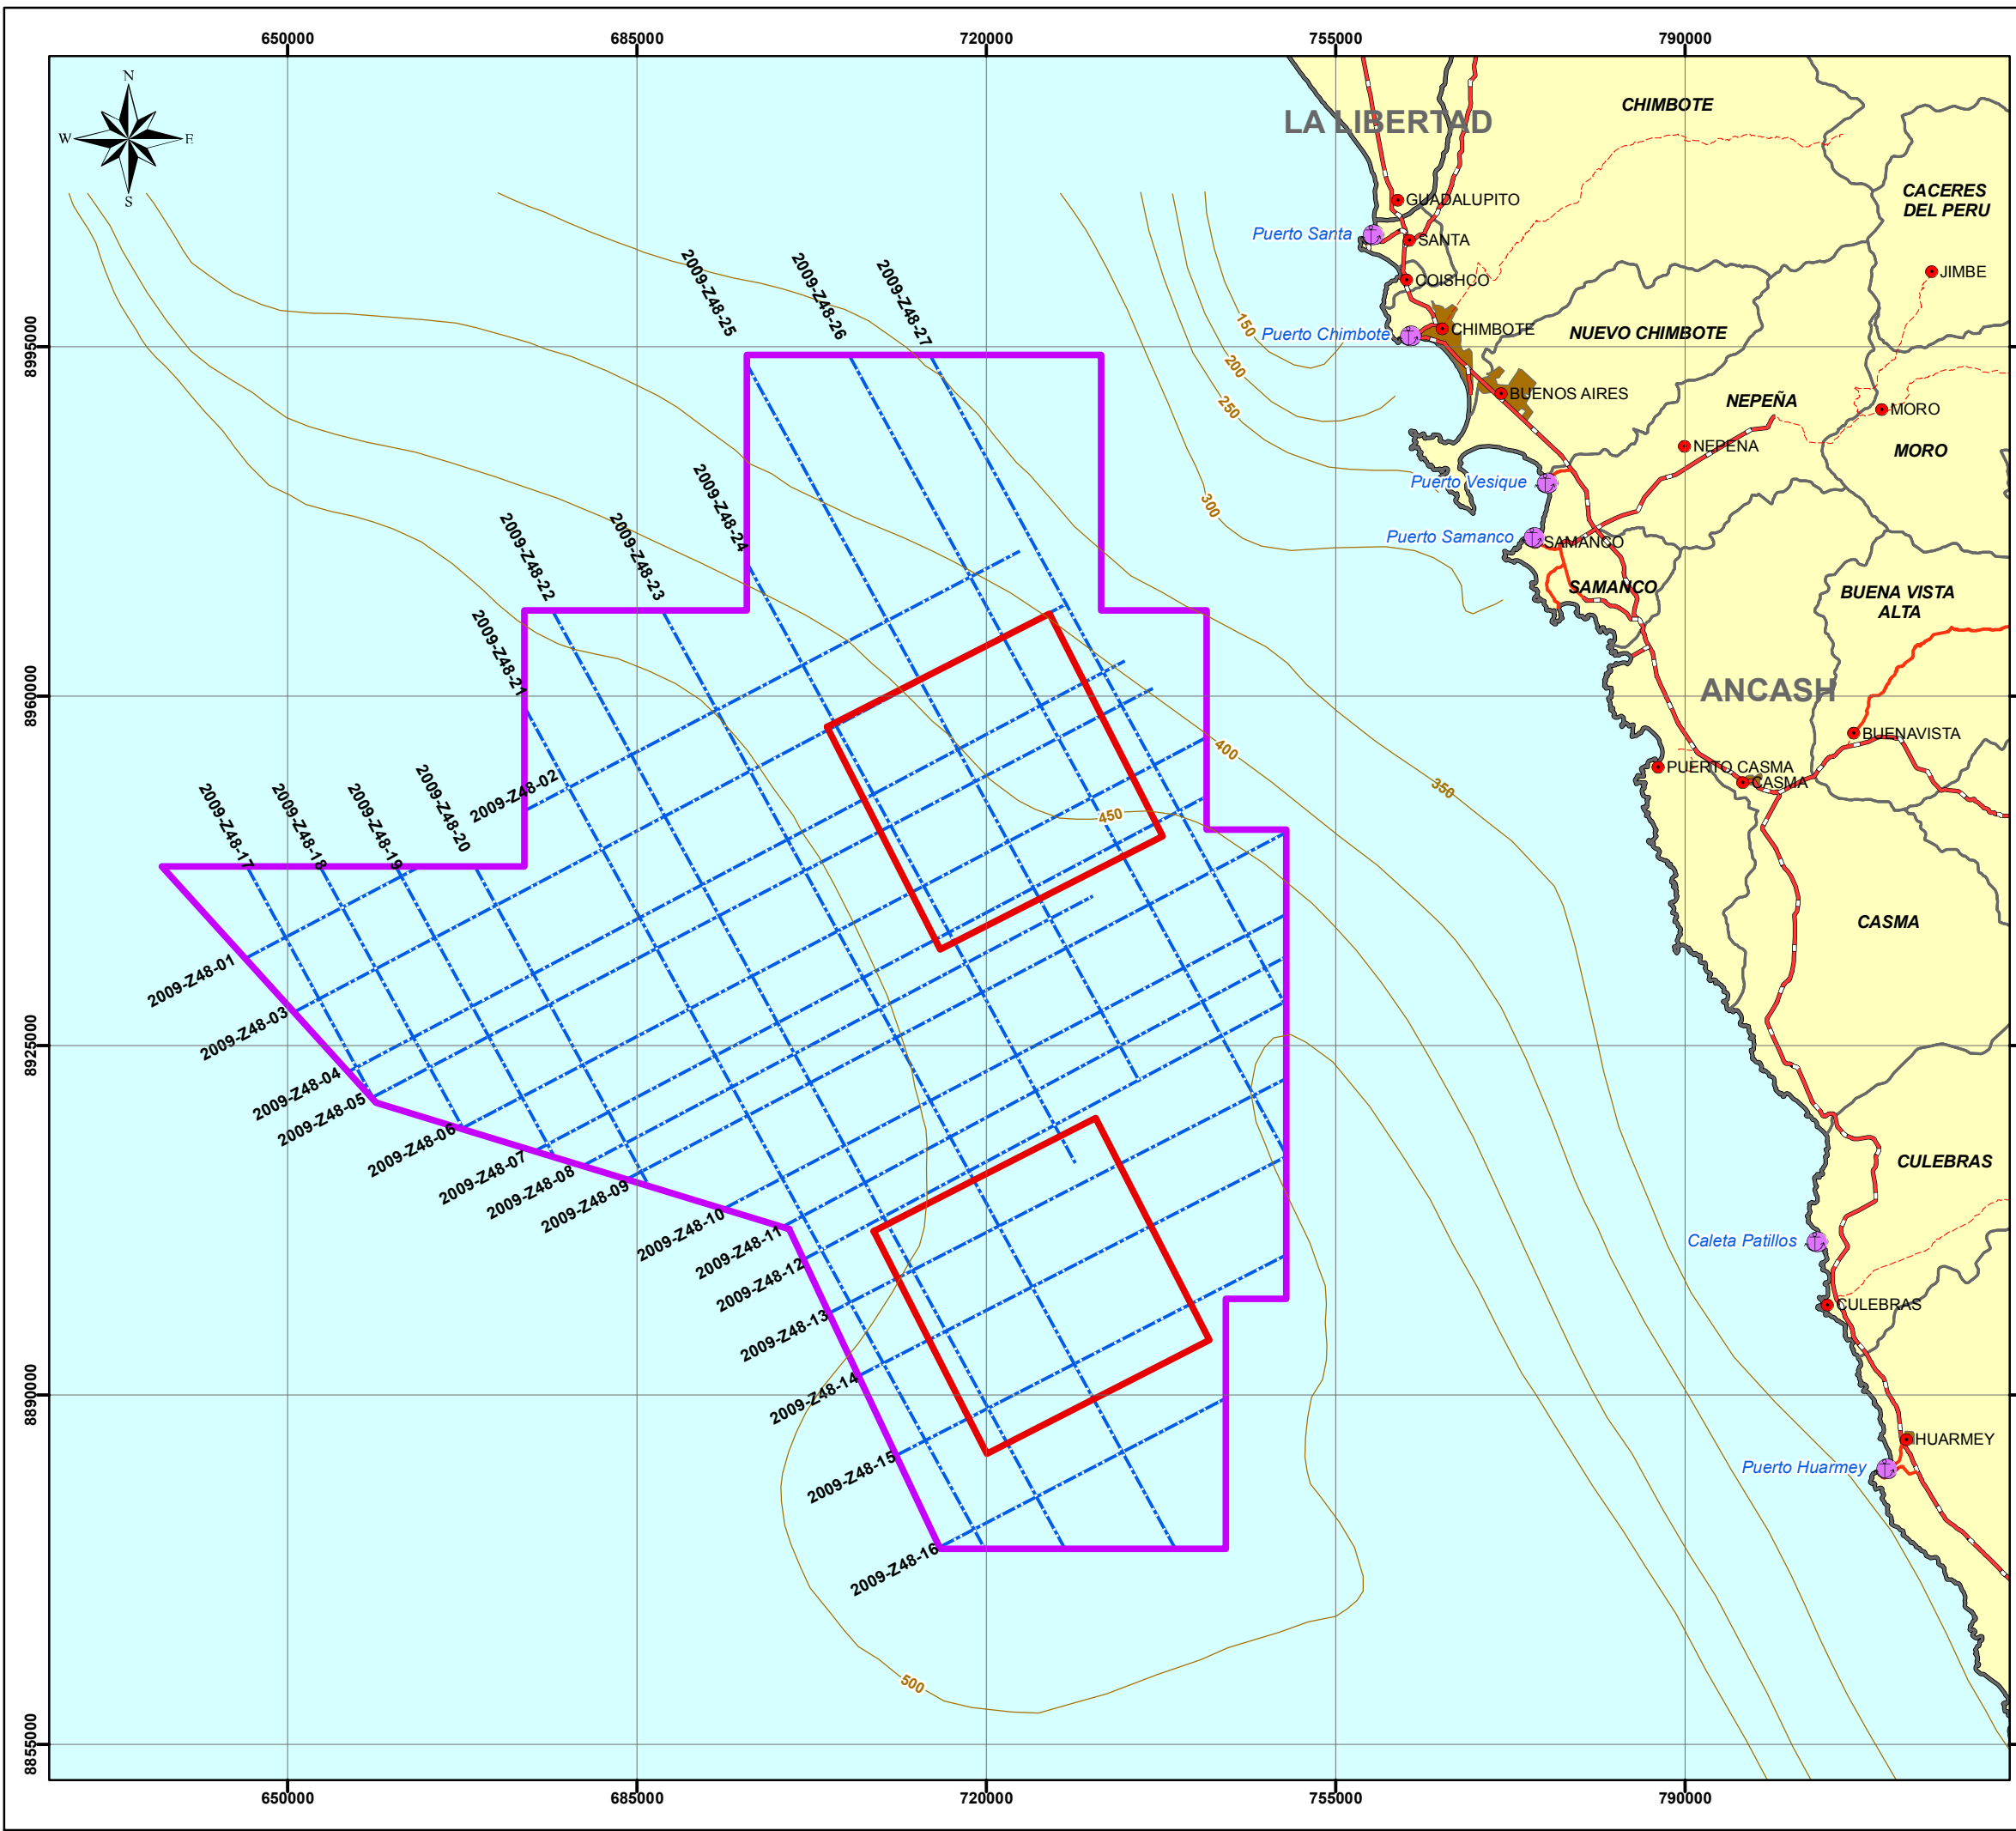 650000
685000
720000
755000
790000
N
W
E
S
LA LIBERTAD
CHIMBOTE
CACERES
DEL PERU
GUADALUPITO
Puerto Santa
SANTA
JIMBE
COISHCO
2009-Z48-25
2009-Z48-26
2009-Z48-27
150
Puerto Chimbote
CHIMBOTE
NUEVO CHIMBOTE
8995000
200
BUENOS AIRES
250
NEPEÑA
MORO
NEPENA
MORO
Puerto Vesique
300
2009-Z48-22
2009-Z48-23
2009-Z48-24
Puerto Samanco
SAMANCO
SAMANCO
BUENA VISTA
ALTA
2009-Z48-21
8960000
ANCASH
BUENAVISTA
400
PUERTO CASMA
CASMA
350
2009-Z48-02
2009-Z48-17
2009-Z48-18
2009-Z48-19
2009-Z48-20
450
CASMA
2009-Z48-01
2009-Z48-03
8925000
2009-Z48-04
2009-Z48-05
2009-Z48-06
2009-Z48-07
2009-Z48-08
2009-Z48-09
CULEBRAS
2009-Z48-10
2009-Z48-11
2009-Z48-12
Caleta Patillos
2009-Z48-13
CULEBRAS
2009-Z48-14
8890000
HUARMEY
2009-Z48-15
Puerto Huarmey
2009-Z48-16
500
8855000
650000
685000
720000
755000
790000